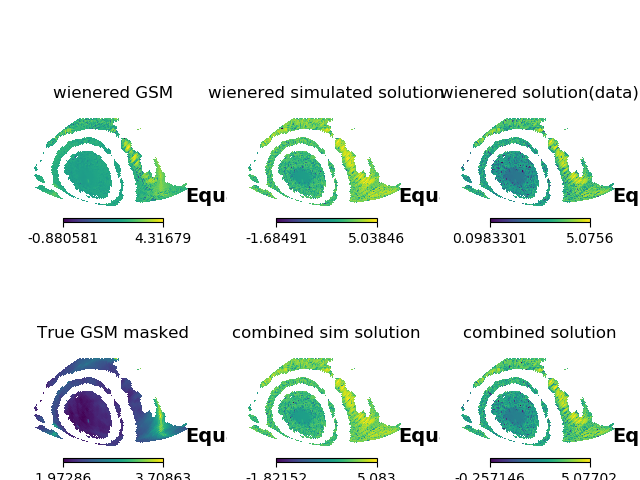 wienered GSM
wienered simulated solution
wienered solution(data)
Equ
Equ
Eq
-0.880581 4.31679
-1.68491 5.03846
0.0983301 5.0756
True GSM masked
combined sim solution
combined solution
Equ
Equ
Eq
1.97286 3.70863
-1.82152 5.083
-0.257146 5.07702